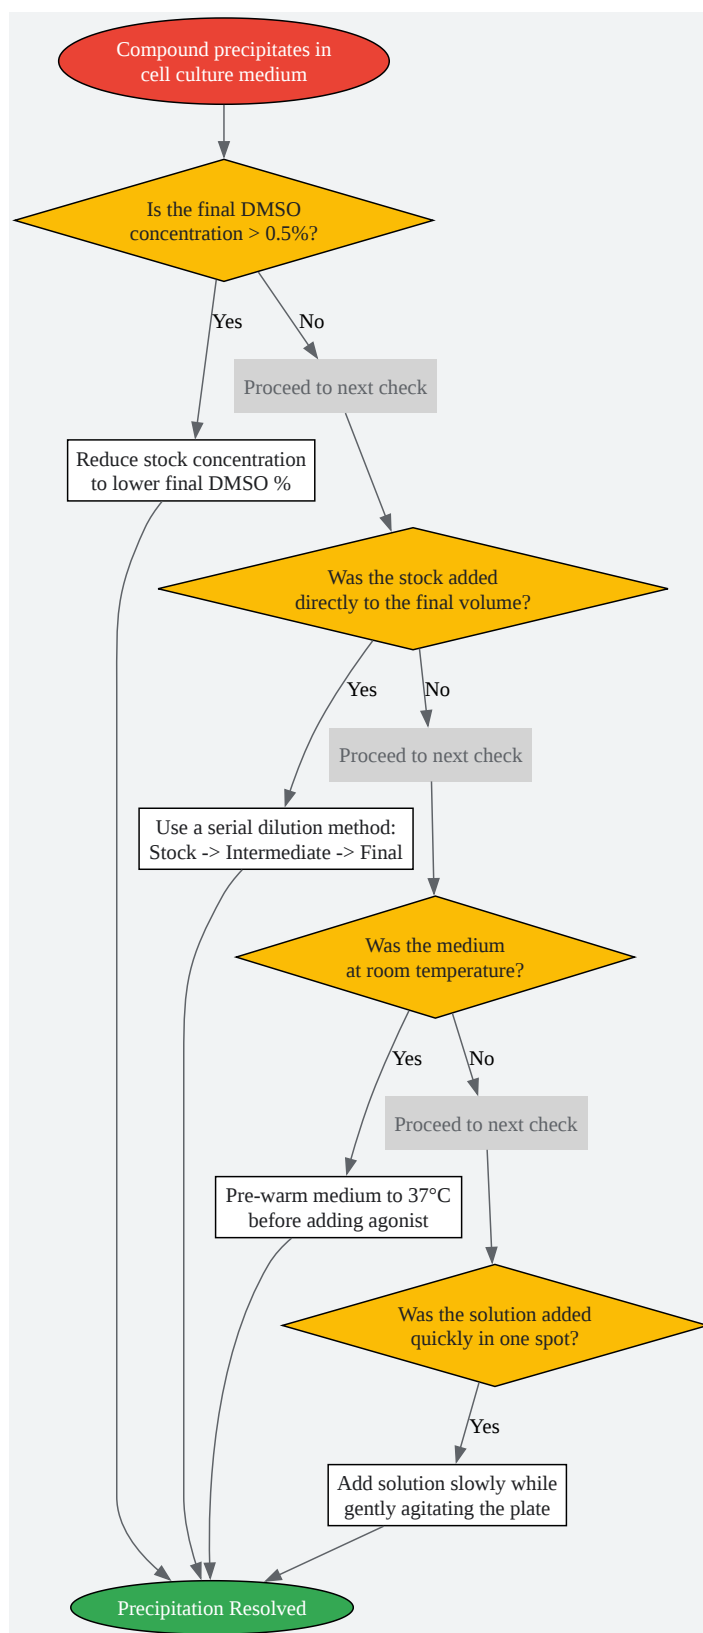 Compound precipitates in
cell culture medium
Is the final DMSO
concentration > 0.5%?
Yes
No
Proceed to next check
Reduce stock concentration
to lower final DMSO %
Was the stock added
directly to the final volume?
Yes
No
Proceed to next check
Use a serial dilution method:
Stock -> Intermediate -> Final
Was the medium
at room temperature?
Yes
No
Proceed to next check
Pre-warm medium to 37°C
before adding agonist
Was the solution added
quickly in one spot?
Yes
Add solution slowly while
gently agitating the plate
Precipitation Resolved